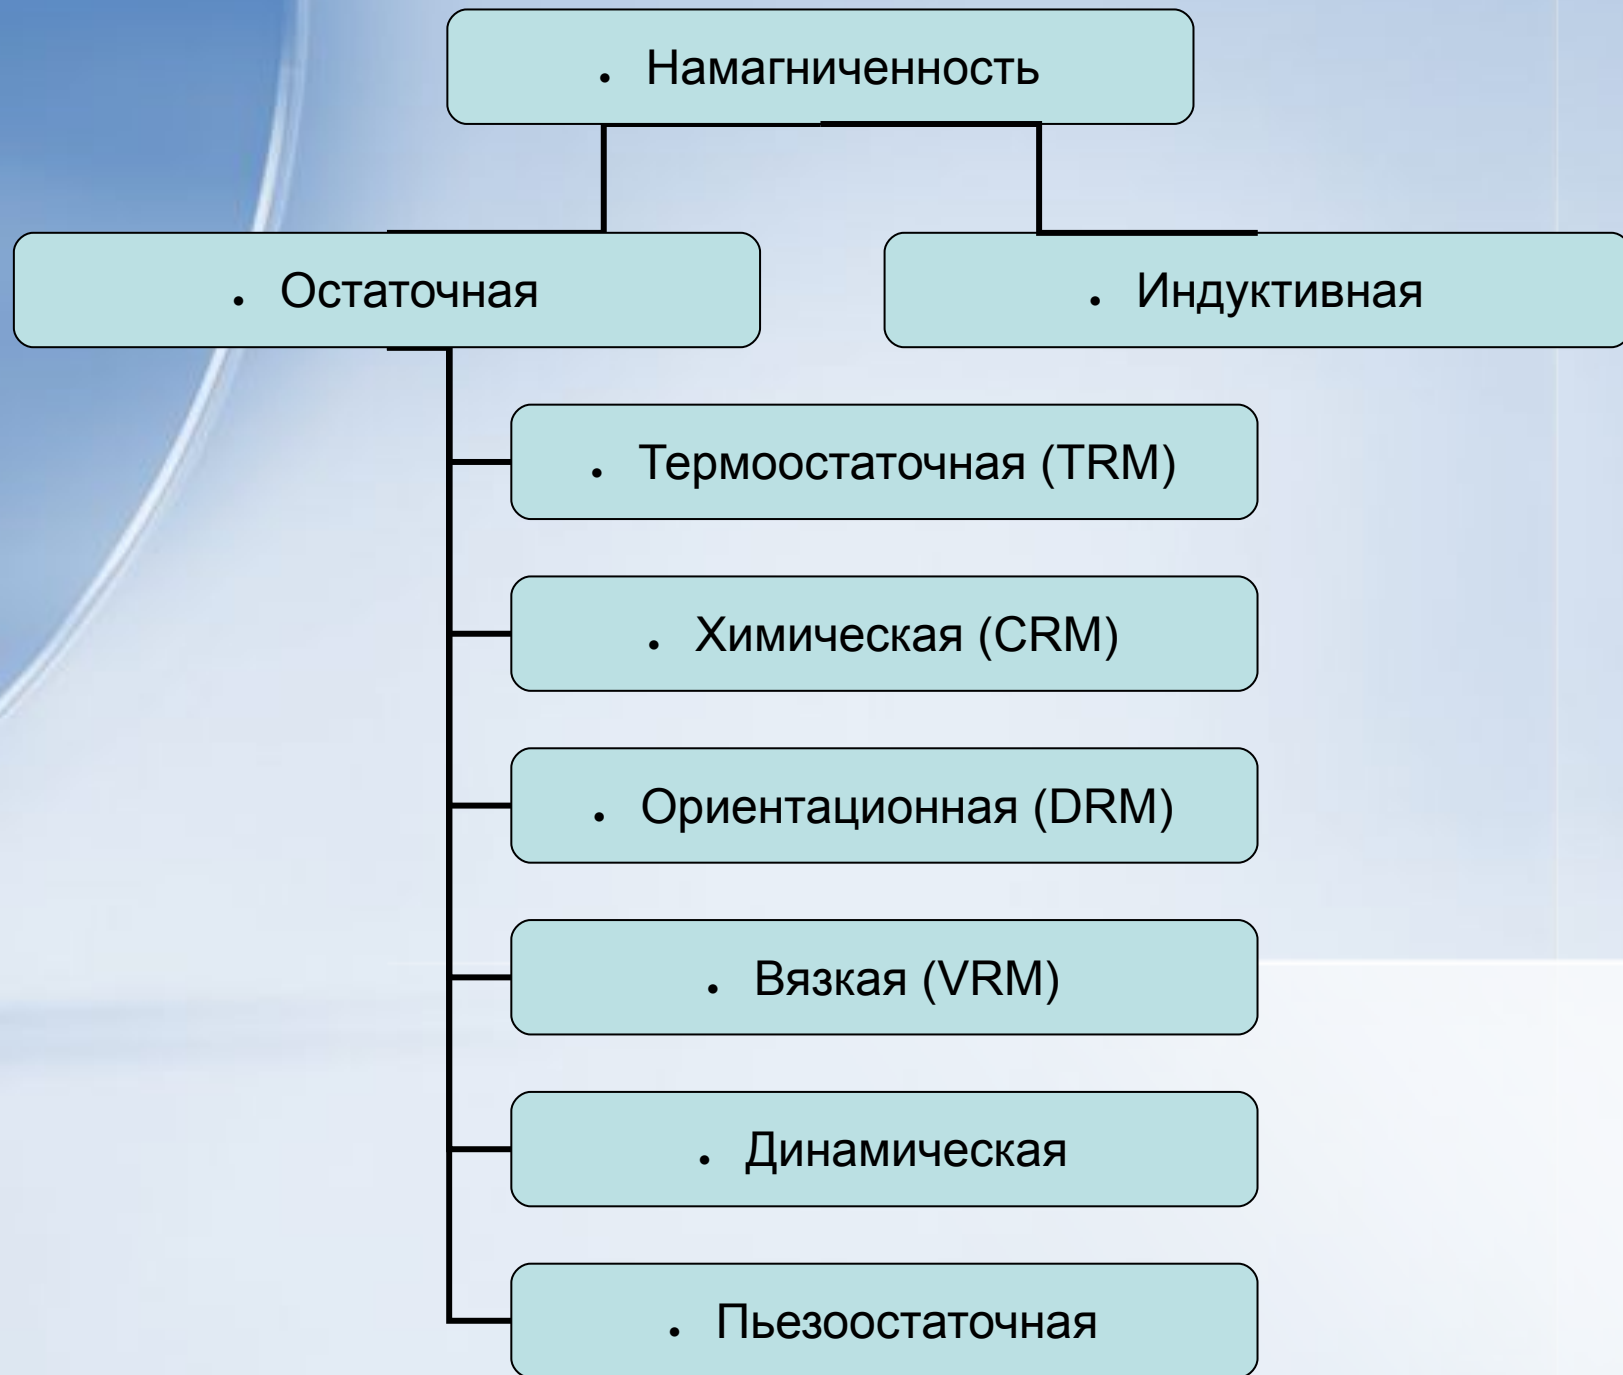 • Намагниченность
• Остаточная
• Индуктивная
• Термоостаточная (TRM)
• Химическая (CRM)
• Ориентационная (DRM)
• Вязкая (VRM)
• Динамическая
• Пьезоостаточная